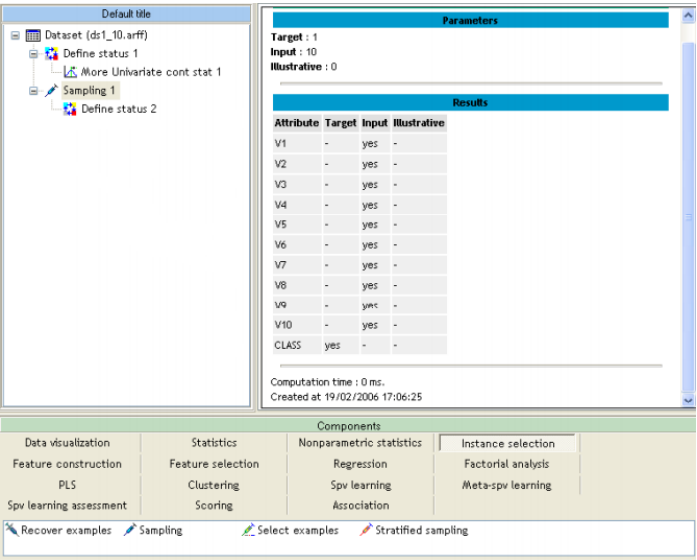 Default title
Dataset (ds1_10.arff)
Define status 1
More Univariate cont stat 1
Sampling 1
Define status 2
Parameters
Target : 1
Input : 10
Illustrative : 0
Results
Attribute Target Input Illustrative
V1 - yes -
V2 - yes -
V3 - yes -
V4 - yes -
V5 - yes -
V6 - yes -
V7 - yes -
V8 - yes -
V9 - yes -
V10 - yes -
CLASS yes - -
Computation time : 0 ms.
Created at 19/02/2006 17:06:25
Components
Data visualization Statistics Nonparametric statistics Instance selection
Feature construction Feature selection Regression Factorial analysis
PLS Clustering Spv learning Meta-spv learning
Spv learning assessment Scoring Association
Recover examples Sampling Select examples Stratified sampling